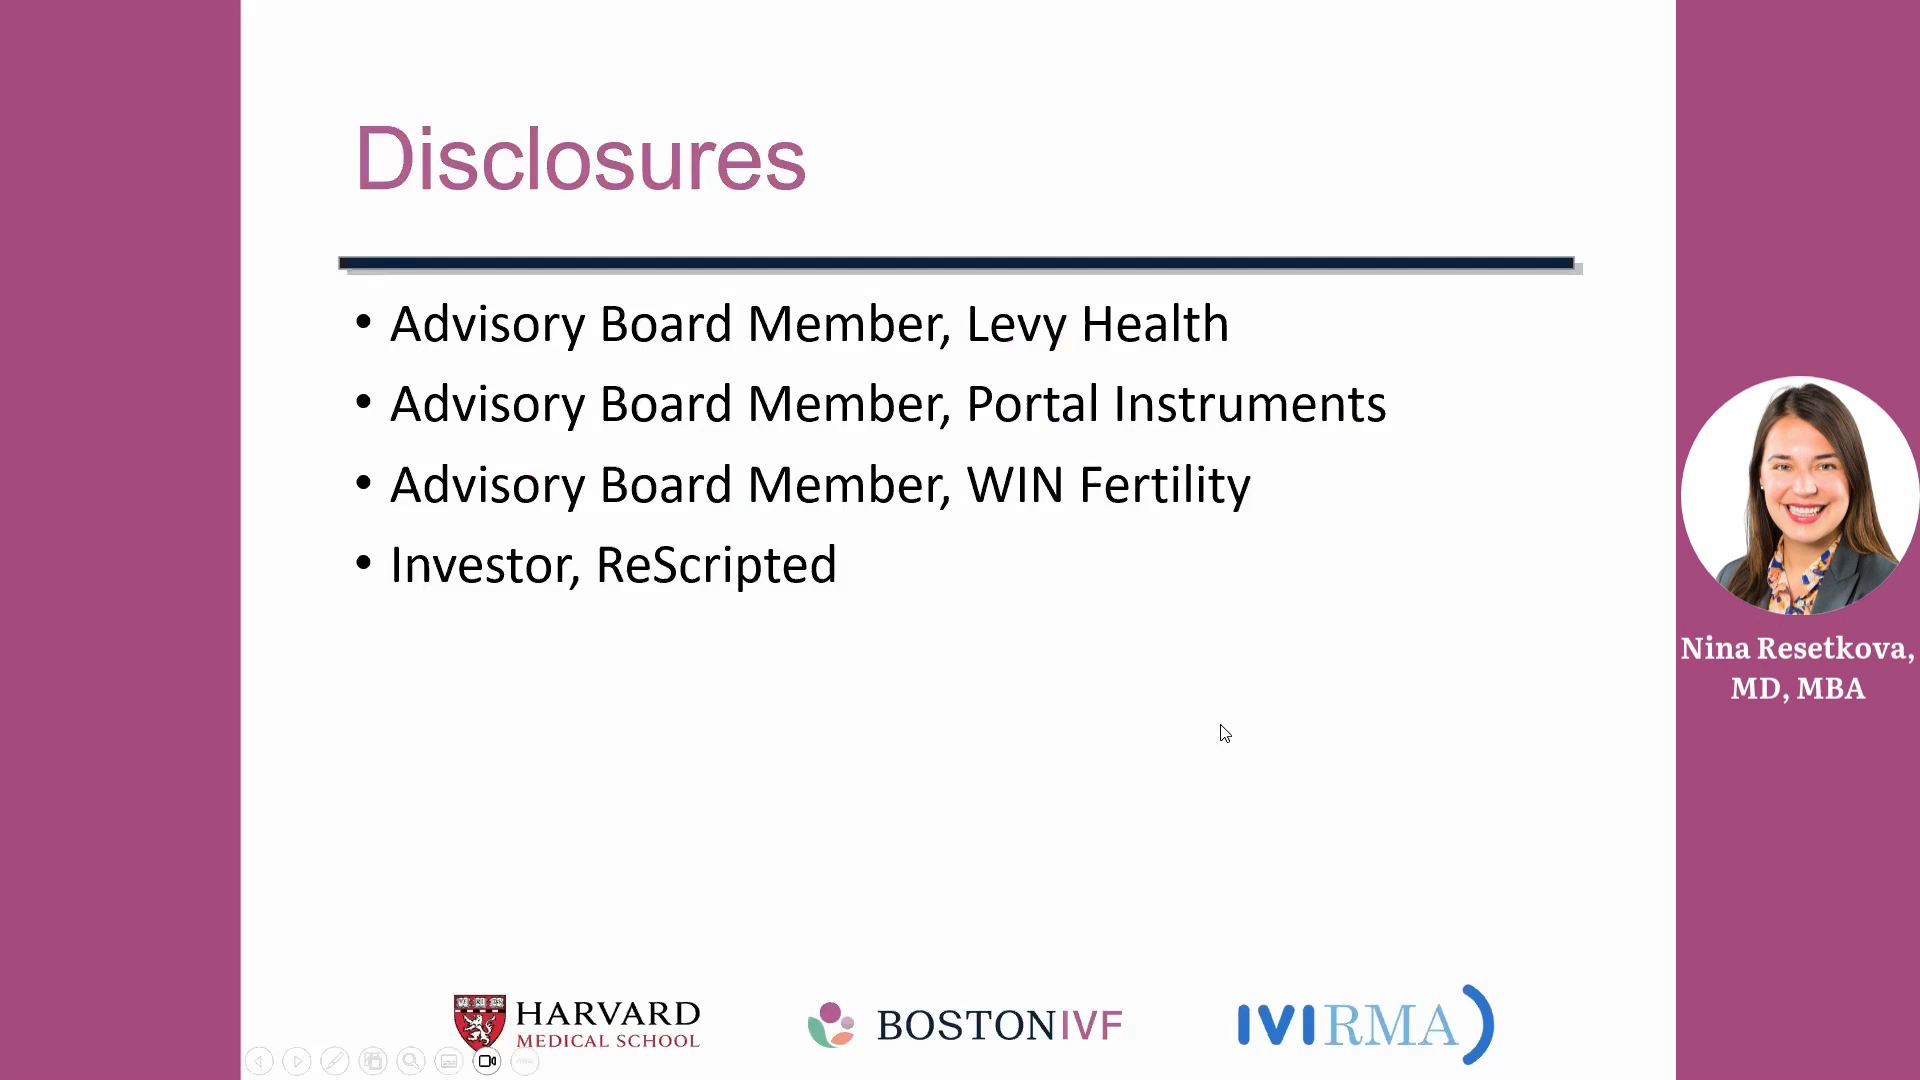 Disclosures
• Advisory Board Member, Levy Health
• Advisory Board Member, Portal Instruments
• Advisory Board Member, WIN Fertility
• Investor, ReScripted
Nina Resetkova,
MD, MBA
HARVARD
MEDICAL SCHOOL
BOSTONIVF
IVIRMA